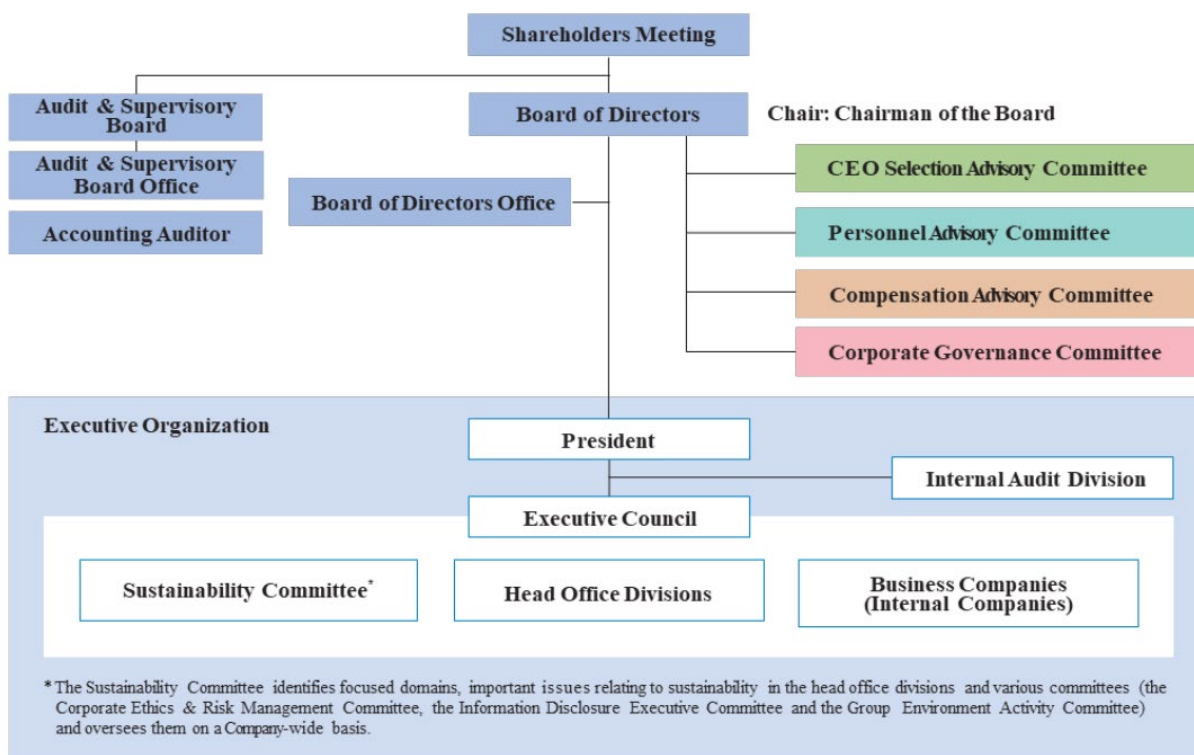 Shareholders Meeting
Audit & Supervisory
Board
Board of Directors
Chair: Chairman of the Board
Audit & Supervisory
Board Office
Board of Directors Office
Accounting Auditor
CEO Selection Advisory Committee
Personnel Advisory Committee
Compensation Advisory Committee
Corporate Governance Committee
Executive Organization
President
Internal Audit Division
Executive Council
Sustainability Committee*
Head Office Divisions
Business Companies
(Internal Companies)
* The Sustainability Committee identifies focused domains, important issues relating to sustainability in the head office divisions and various committees (the
Corporate Ethics & Risk Management Committee, the Information Disclosure Executive Committee and the Group Environment Activity Committee)
and oversees them on a Company-wide basis.